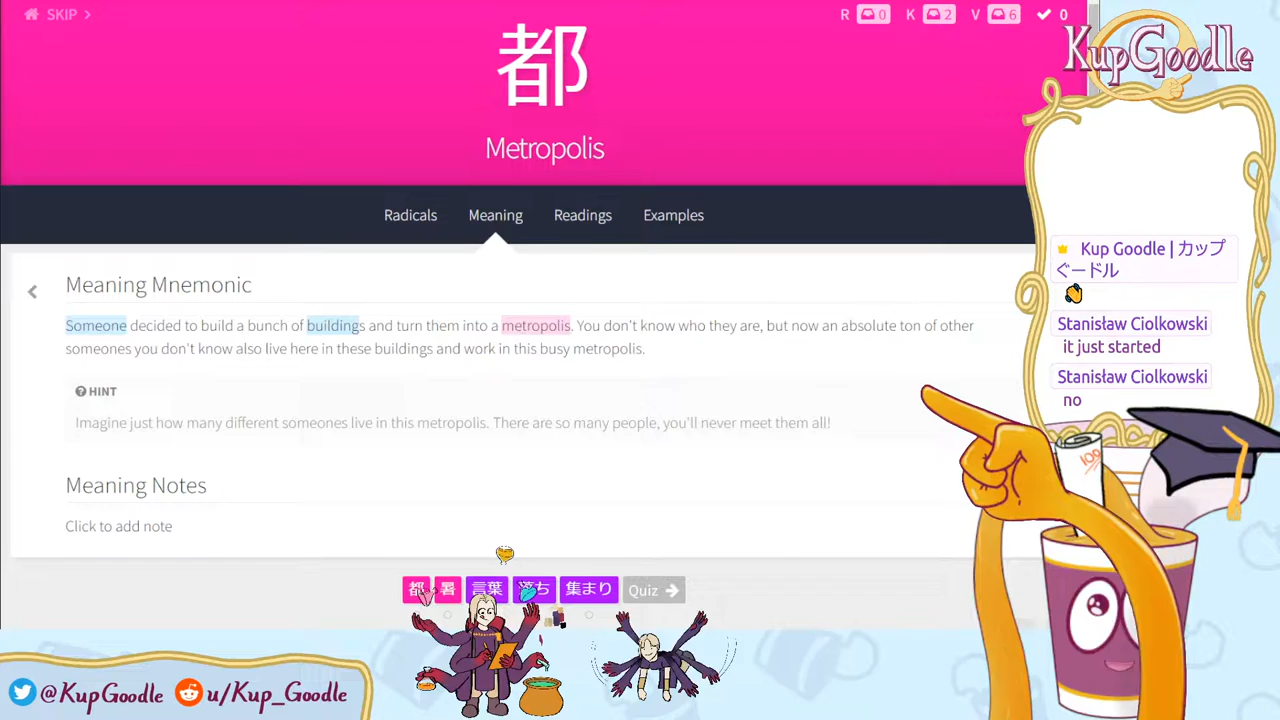 SKIP
R 0 K 2 V 6 0
都
Metropolis
Radicals Meaning Readings Examples
Meaning Mnemonic
Someone decided to build a bunch of buildings and turn them into a metropolis. You don't know who they are, but now an absolute ton of other
someones you don't know also live here in these buildings and work in this busy metropolis.
HINT
Imagine just how many different someones live in this metropolis. There are so many people, you'll never meet them all!
Meaning Notes
Click to add note
都 暑 言葉 落ち 集まり Quiz
@KupGoodle u/Kup_Goodle
KupGoodle
Kup Goodle | カップ
ぐードル
Stanisław Ciolkowski
it just started
Stanisław Ciolkowski
no
100